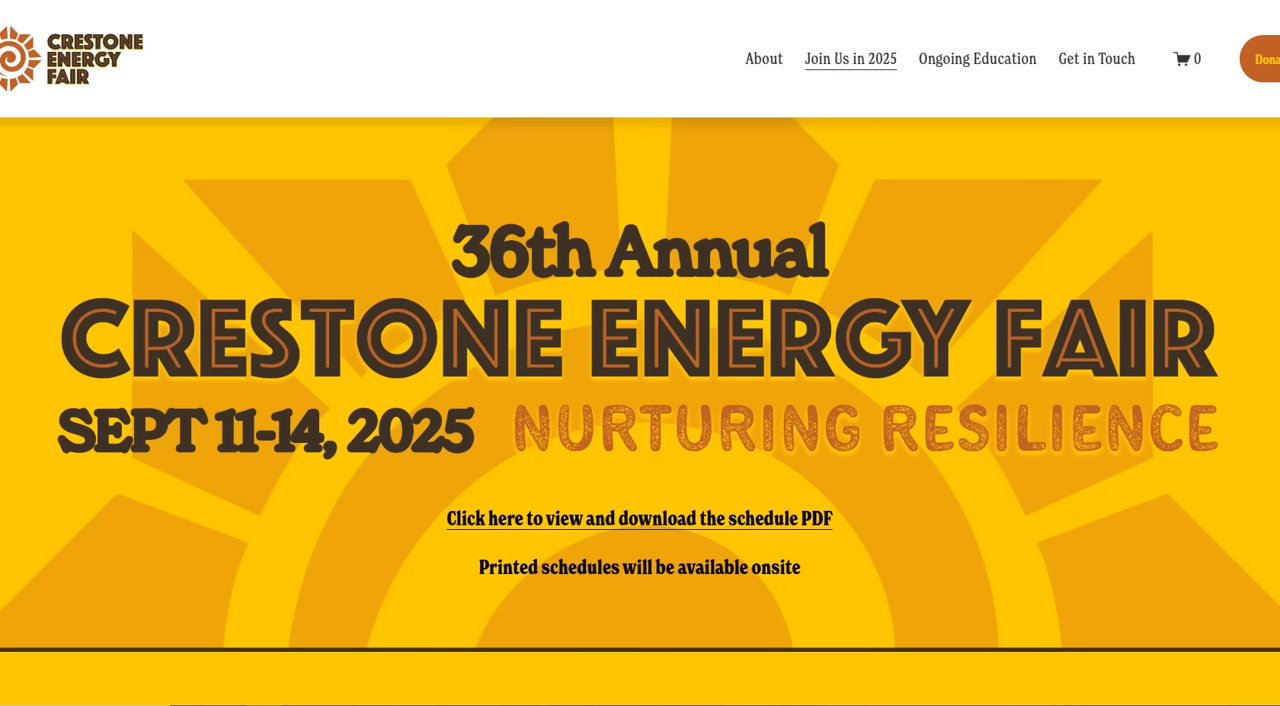 CRESTONE
ENERGY
FAIR
About Join Us in 2025 Ongoing Education Get in Touch 0
36th Annual
CRESTONE ENERGY FAIR
SEPT 11-14, 2025 NURTURING RESILIENCE
Click here to view and download the schedule PDF
Printed schedules will be available onsite